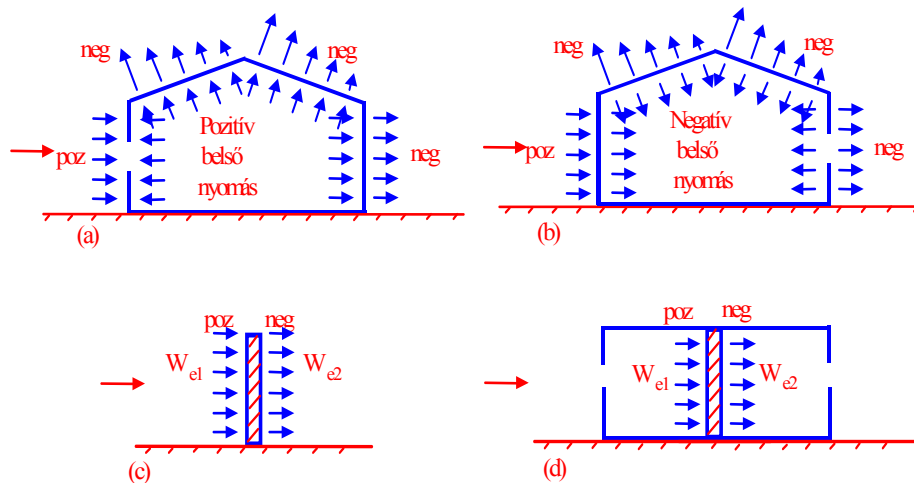 neg
neg
poz
Pozitív
belső
nyomás
neg
(a)
neg
neg
poz
Negatív
belső
nyomás
neg
(b)
poz neg
We1
We2
(c)
poz neg
We1
We2
(d)